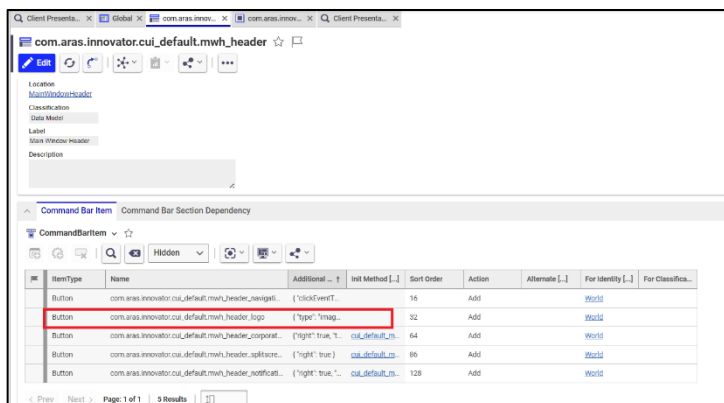 Client Presenta... × Global × com.aras.innov... × com.aras.innov... × Client Presenta... ×
com.aras.innovator.cui_default.mwh_header
Edit
Location
MainWindowHeader
Classification
Data Model
Label
Main Window Header
Description
Command Bar Item Command Bar Section Dependency
CommandBarItem
Hidden
ItemType Name Additional ... ↑ Init Method [...] Sort Order Action Alternate [...] For Identity [...] For Classifica...
Button com.aras.innovator.cui_default.mwh_header_navigati... {"clickEventT... 16 Add World
Button com.aras.innovator.cui_default.mwh_header_logo {"type": "imag... 32 Add World
Button com.aras.innovator.cui_default.mwh_header_corporat... {"right": true, "t... cui_default_m... 64 Add World
Button com.aras.innovator.cui_default.mwh_header_splitscre... {"right": true } cui_default_m... 86 Add World
Button com.aras.innovator.cui_default.mwh_header_notificati... {"right": true, "... cui_default_m... 128 Add World
< Prev Next > Page: 1 of 1 5 Results